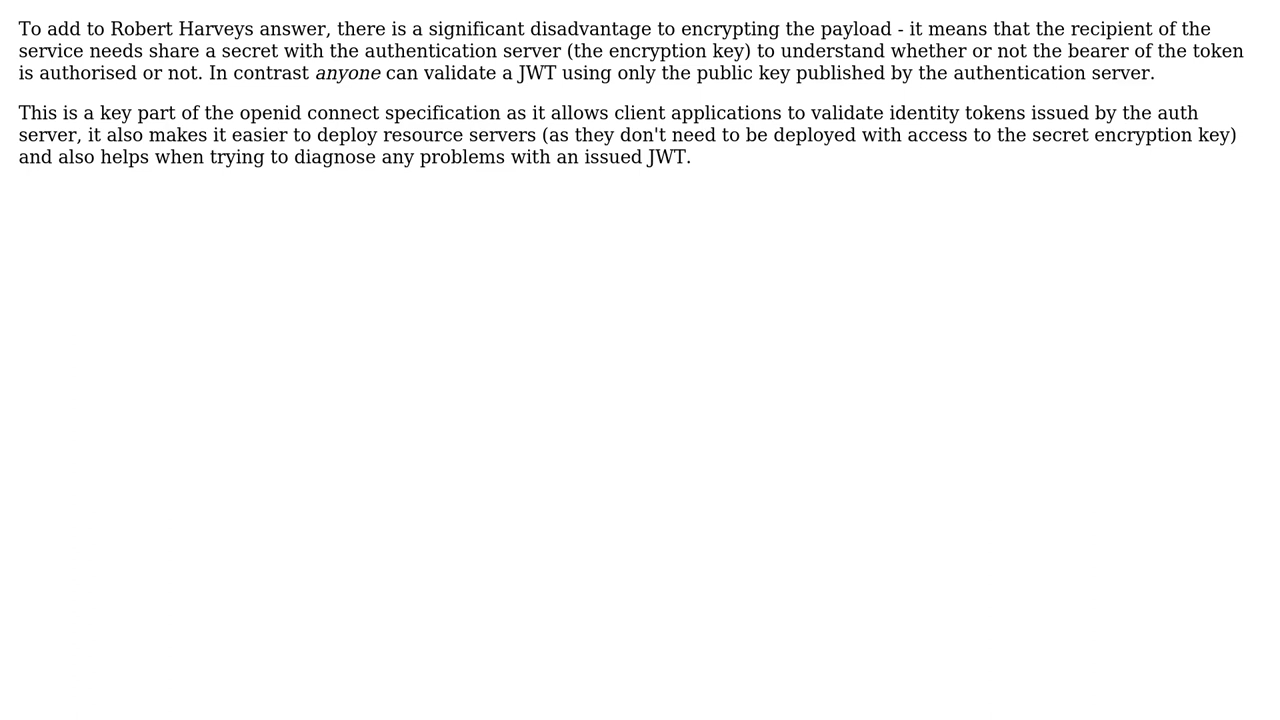 To add to Robert Harveys answer, there is a significant disadvantage to encrypting the payload - it means that the recipient of the
service needs share a secret with the authentication server (the encryption key) to understand whether or not the bearer of the token
is authorised or not. In contrast anyone can validate a JWT using only the public key published by the authentication server.
This is a key part of the openid connect specification as it allows client applications to validate identity tokens issued by the auth
server, it also makes it easier to deploy resource servers (as they don't need to be deployed with access to the secret encryption key)
and also helps when trying to diagnose any problems with an issued JWT.